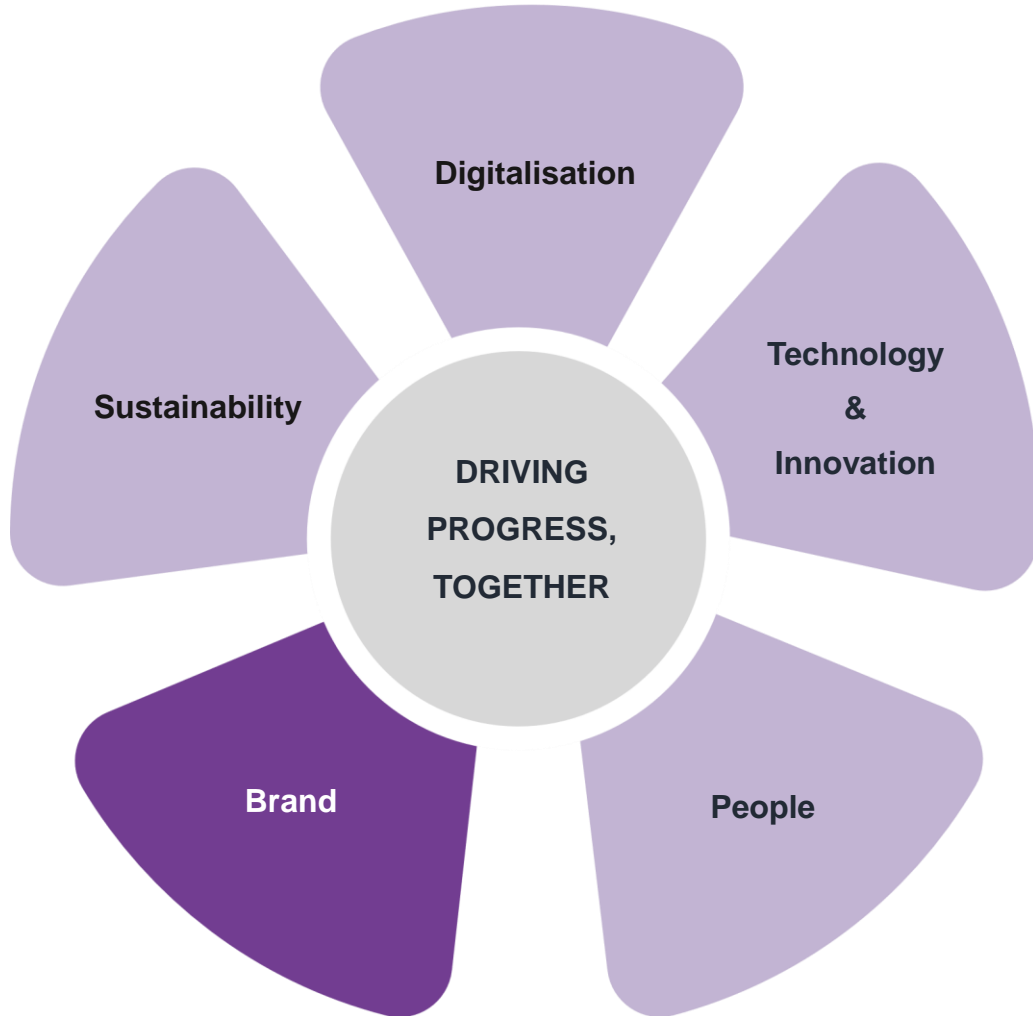 Digitalisation
Technology
&
Innovation
Sustainability
DRIVING
PROGRESS,
TOGETHER
Brand
People